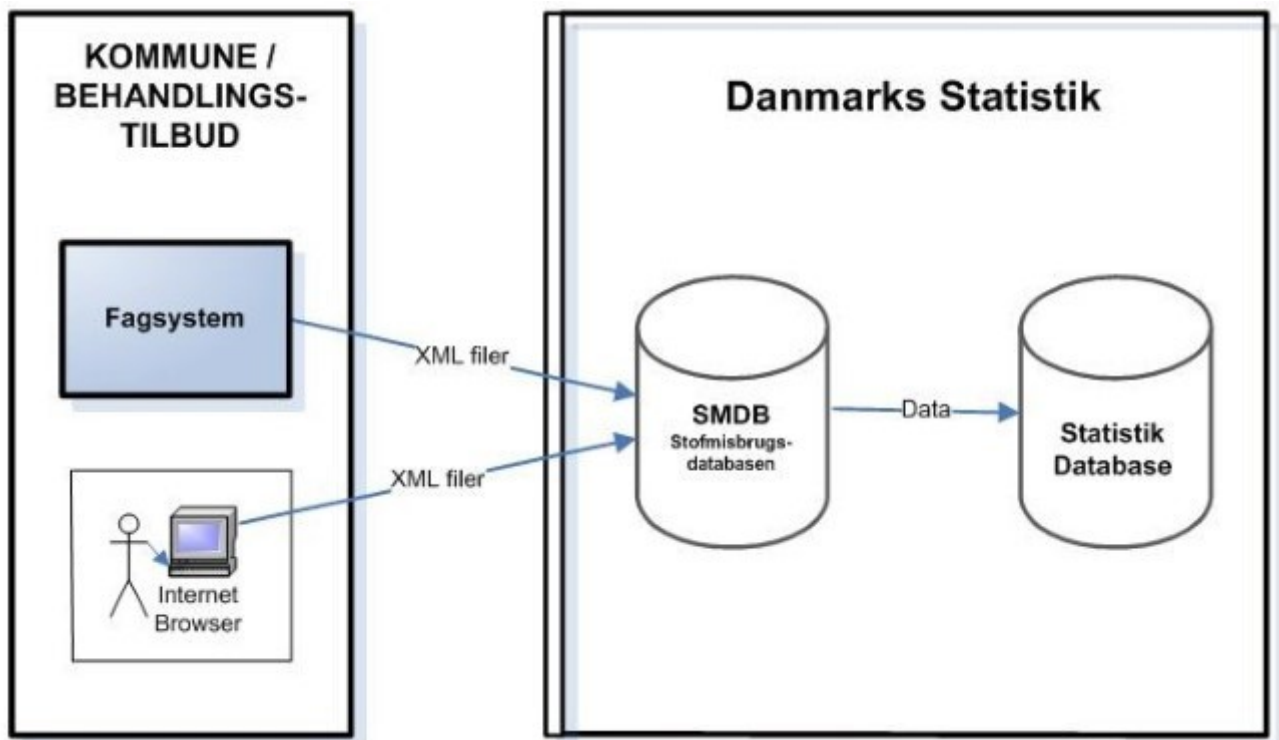 KOMMUNE /
BEHANDLINGS-
TILBUD
Fagsystem
Internet
Browser
XML filer
XML filer
Danmarks Statistik
SMDB
Stofmisbrugs-
databasen
Data
Statistik
Database